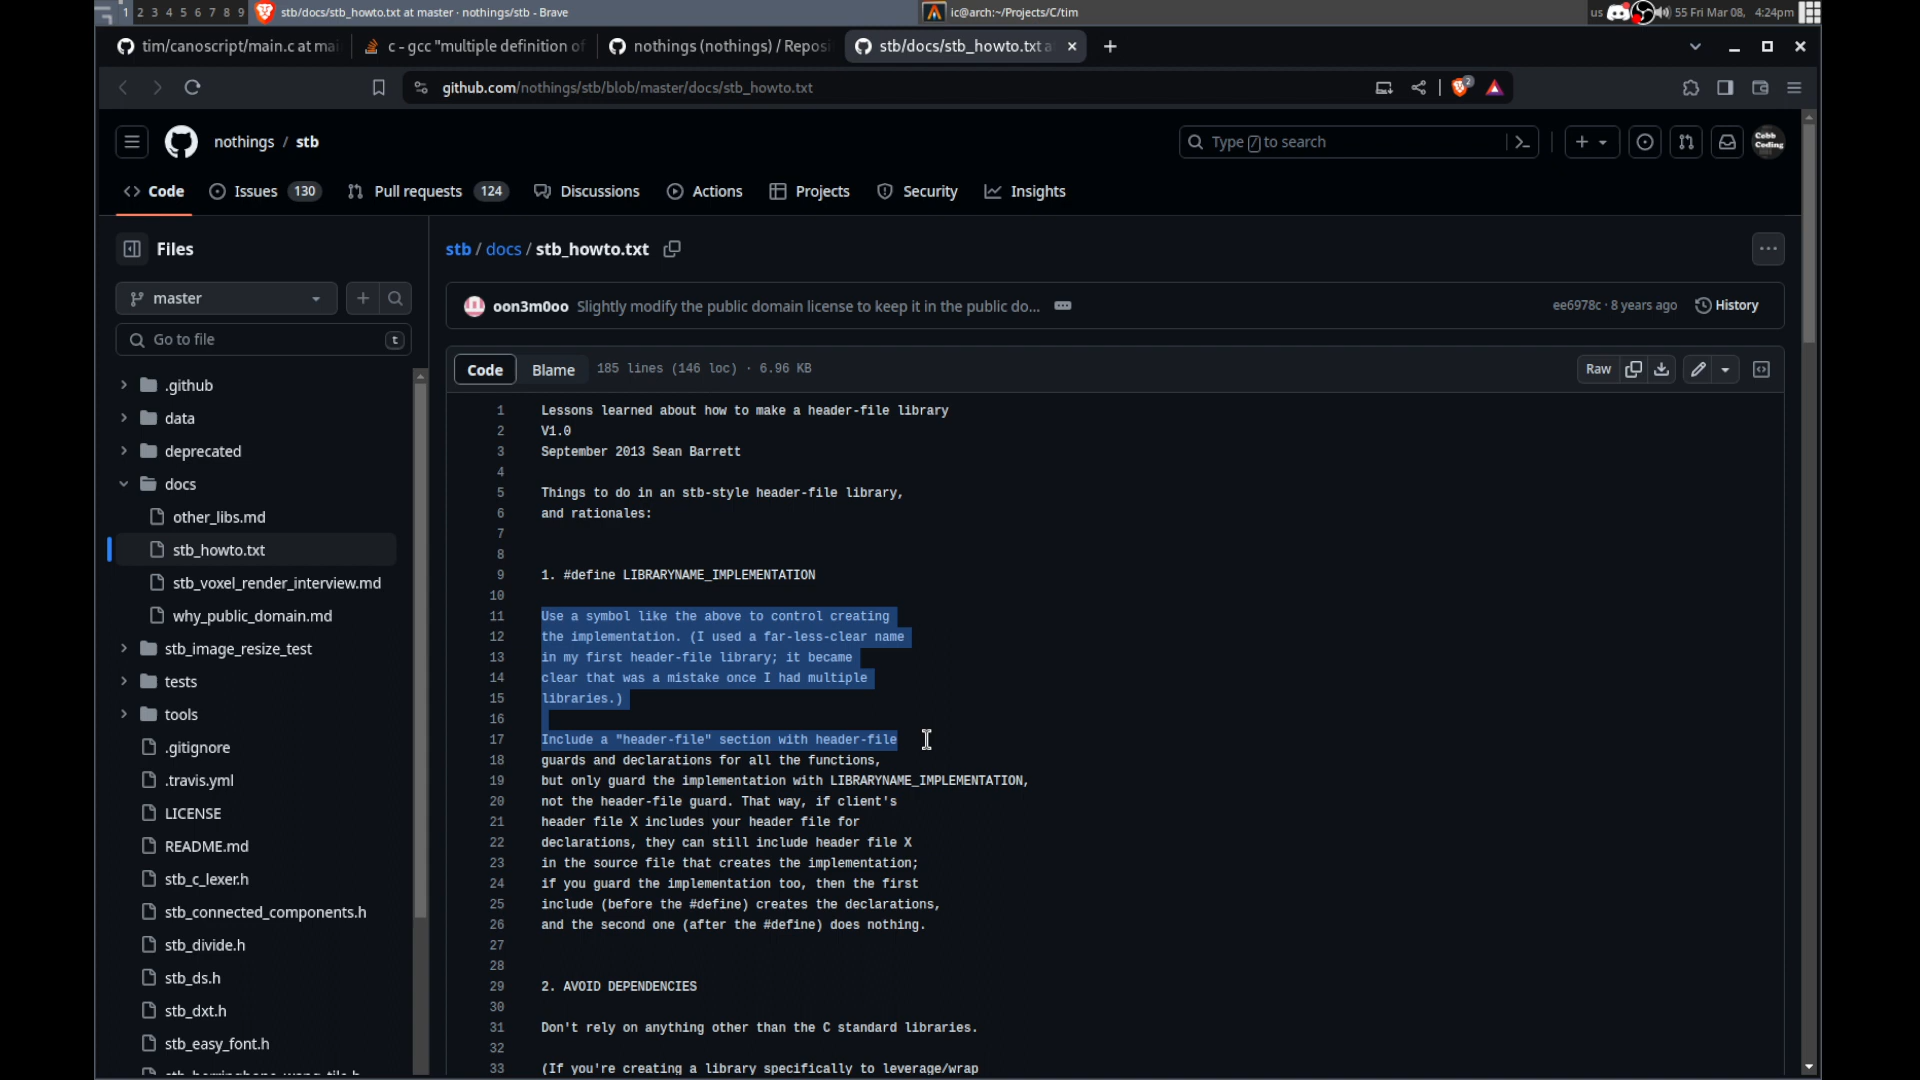 1 2 3 4 5 6 7 8 9 stb/docs/stb_howto.txt at master · nothings/stb - Brave
ic@arch:~/Projects/C/tim
us 55 Fri Mar 08, 4:24pm
tim/canoscript/main.c at mai
c - gcc "multiple definition of
nothings (nothings) / Reposi
stb/docs/stb_howto.txt a
github.com/nothings/stb/blob/master/docs/stb_howto.txt
2
nothings / stb
Type / to search
Cobb
Coding
Code
Issues 130
Pull requests 124
Discussions
Actions
Projects
Security
Insights
Files
master
Go to file
t
.github
data
deprecated
docs
other_libs.md
stb_howto.txt
stb_voxel_render_interview.md
why_public_domain.md
stb_image_resize_test
tests
tools
.gitignore
.travis.yml
LICENSE
README.md
stb_c_lexer.h
stb_connected_components.h
stb_divide.h
stb_ds.h
stb_dxt.h
stb_easy_font.h
stb / docs / stb_howto.txt
oon3m0oo Slightly modify the public domain license to keep it in the public do...
ee6978c · 8 years ago
History
Code
Blame
185 lines (146 loc) · 6.96 KB
Raw
1 Lessons learned about how to make a header-file library
2 V1.0
3 September 2013 Sean Barrett
4
5 Things to do in an stb-style header-file library,
6 and rationales:
7
8
9 1. #define LIBRARYNAME_IMPLEMENTATION
10
11 Use a symbol like the above to control creating
12 the implementation. (I used a far-less-clear name
13 in my first header-file library; it became
14 clear that was a mistake once I had multiple
15 libraries.)
16
17 Include a "header-file" section with header-file
18 guards and declarations for all the functions,
19 but only guard the implementation with LIBRARYNAME_IMPLEMENTATION,
20 not the header-file guard. That way, if client's
21 header file X includes your header file for
22 declarations, they can still include header file X
23 in the source file that creates the implementation;
24 if you guard the implementation too, then the first
25 include (before the #define) creates the declarations,
26 and the second one (after the #define) does nothing.
27
28
29 2. AVOID DEPENDENCIES
30
31 Don't rely on anything other than the C standard libraries.
32
33 (If you're creating a library specifically to leverage/wrap